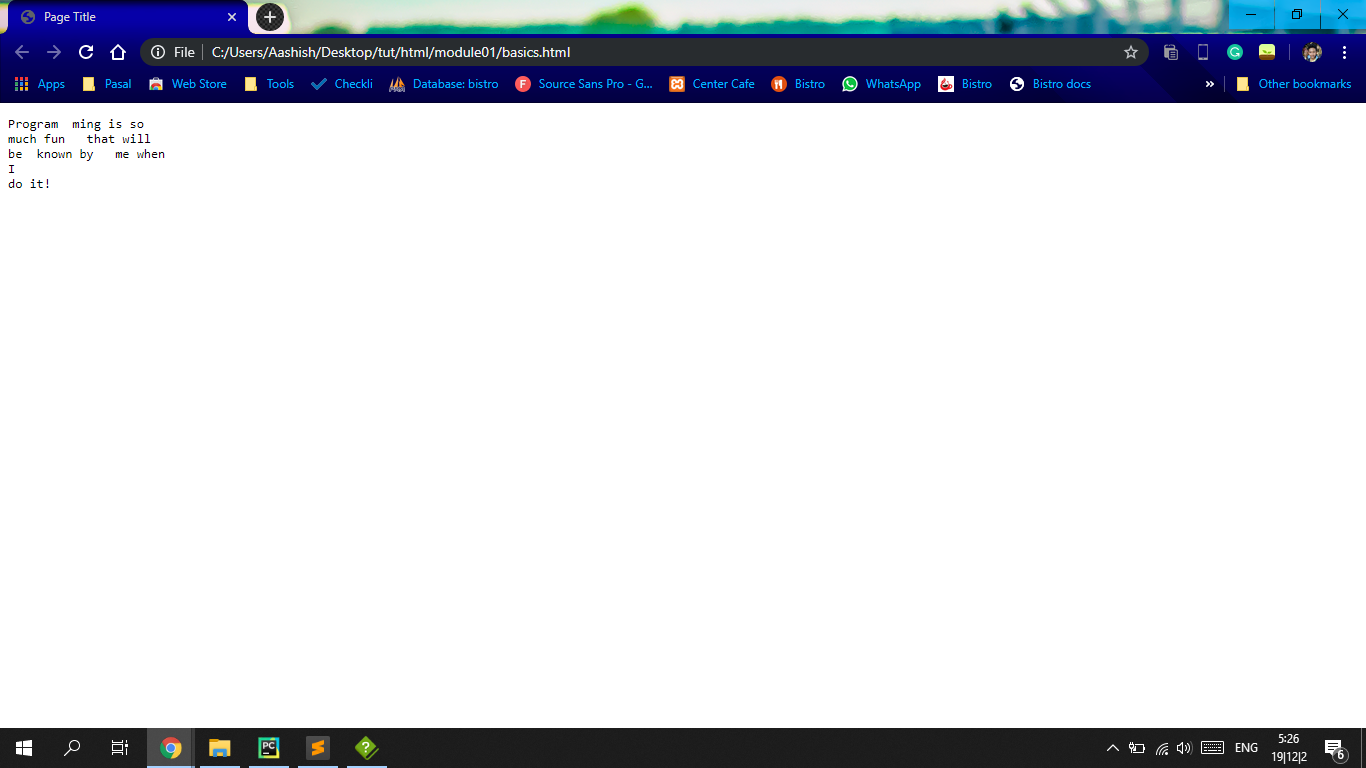 Page Title
File C:/Users/Aashish/Desktop/tut/html/module01/basics.html
Apps Pasal Web Store Tools Checkli Database: bistro Source Sans Pro - G... Center Cafe Bistro WhatsApp Bistro Bistro docs » Other bookmarks
Program  ming is so
much fun   that will
be  known by   me when
I
do it!
PC ENG 5:26
19|12|2 6